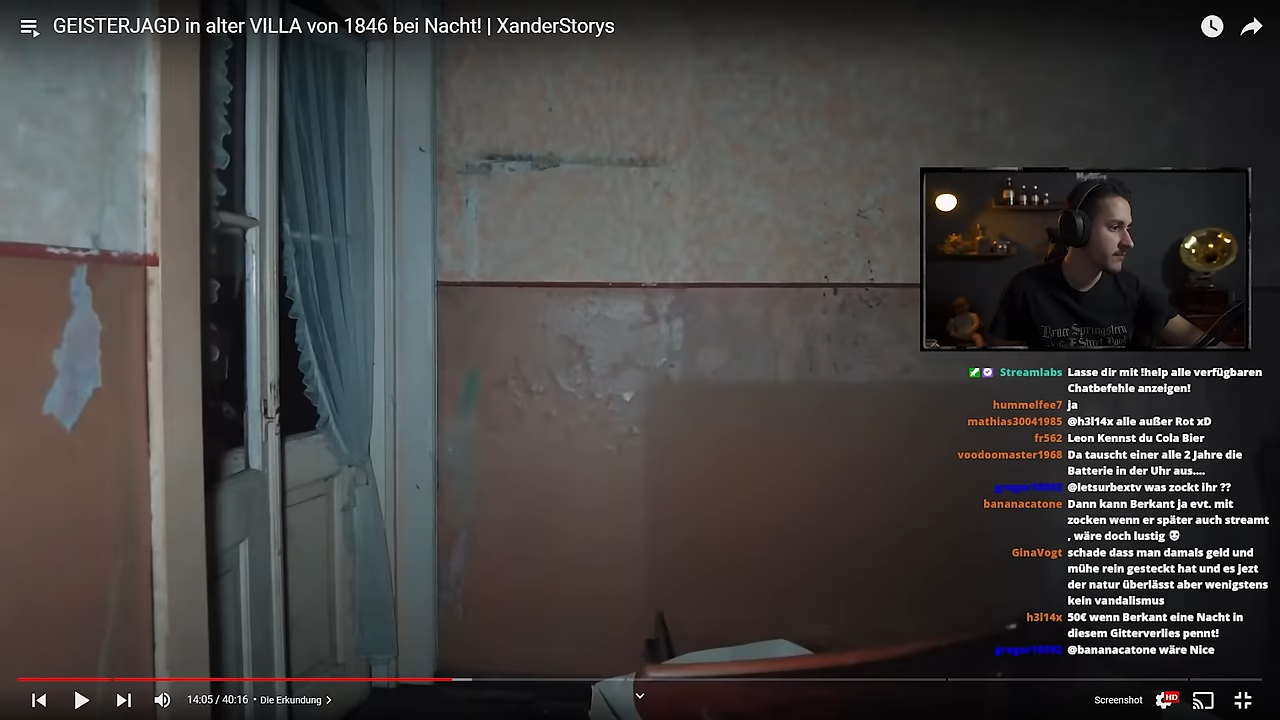 GEISTERJAGD in alter VILLA von 1846 bei Nacht! | XanderStorys
Bruce Springsteen
Streamlabs Lasse dir mit !help alle verfügbaren
Chatbefehle anzeigen!
hummelfee7 ja
mathias30041985 @h3l14x alle außer Rot xD
fr562 Leon Kennst du Cola Bier
voodoomaster1968 Da tauscht einer alle 2 Jahre die
Batterie in der Uhr aus....
@letsurbextv was zockt ihr ??
bananacatone Dann kann Berkant ja evt. mit
zocken wenn er später auch streamt
, wäre doch lustig
GinaVogt schade dass man damals geld und
mühe rein gesteckt hat und es jezt
der natur überlässt aber wenigstens
kein vandalismus
h3l14x 50€ wenn Berkant eine Nacht in
diesem Gitterverlies pennt!
@bananacatone wäre Nice
14:05 / 40:16 • Die Erkundung
Screenshot
HD